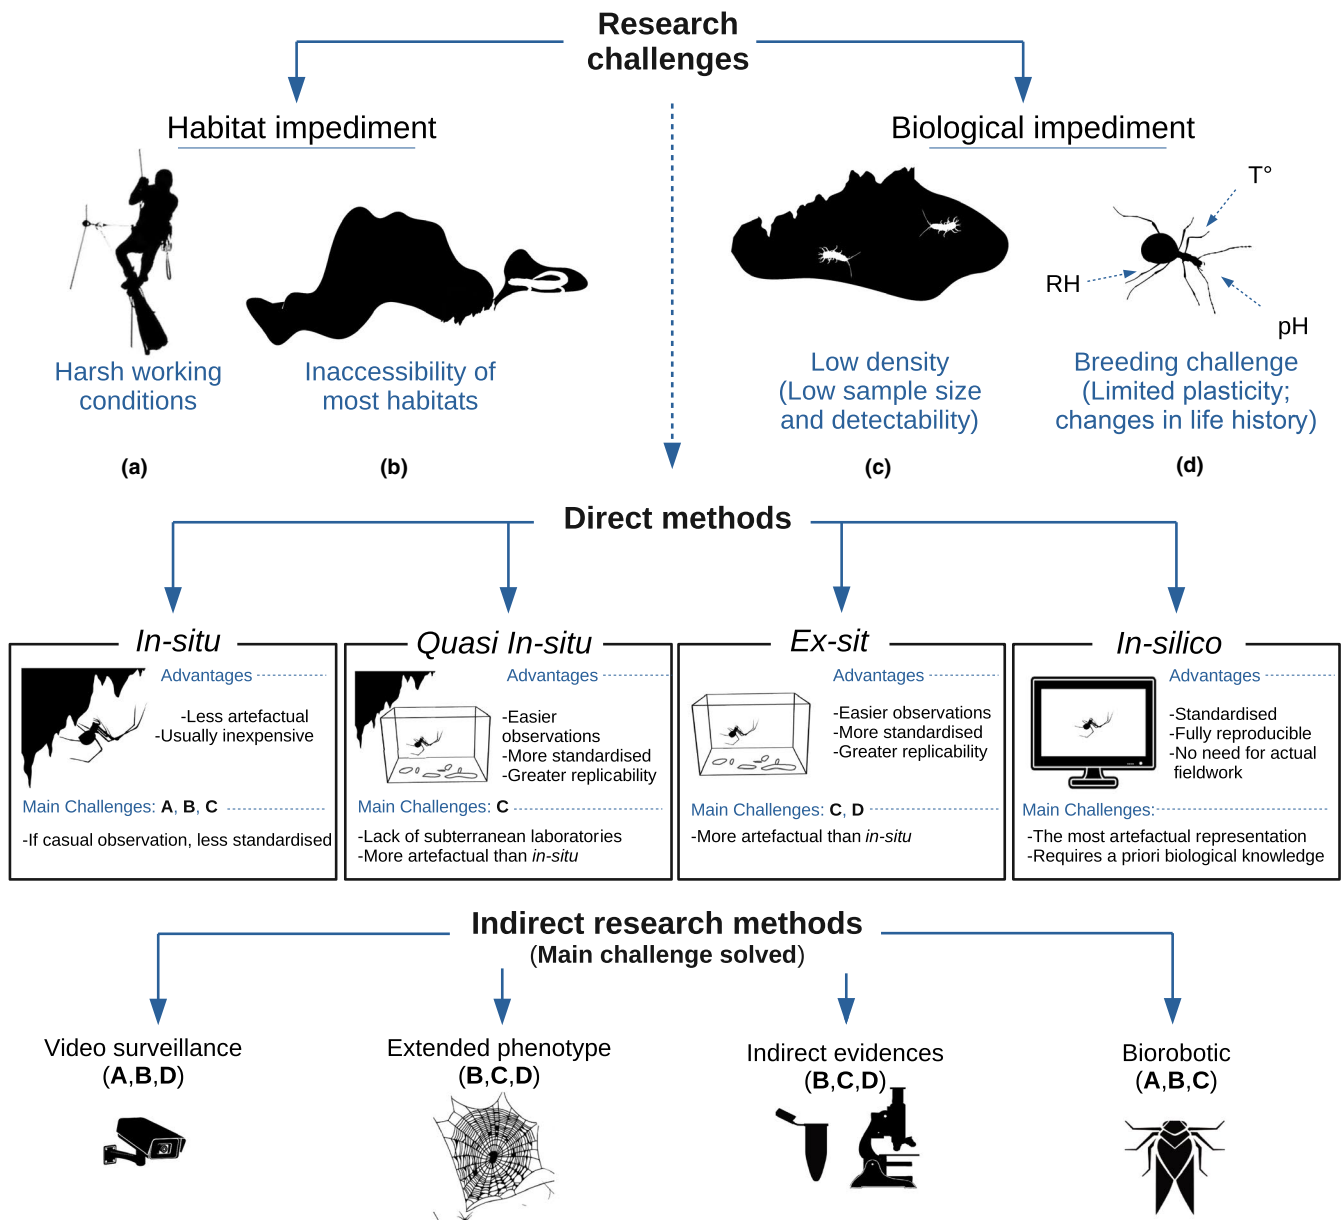 Research
challenges
Habitat impediment
Biological impediment
T°
RH
pH
Harsh working
conditions
Inaccessibility of
most habitats
Low density
(Low sample size
and detectability)
Breeding challenge
(Limited plasticity;
changes in life history)
(a)
(b)
(c)
(d)
Direct methods
In-situ
Advantages
-Less artefactual
-Usually inexpensive
Main Challenges: A, B, C
-If casual observation, less standardised
Quasi In-situ
Advantages
-Easier
observations
-More standardised
-Greater replicability
Main Challenges: C
-Lack of subterranean laboratories
-More artefactual than in-situ
Ex-sit
Advantages
-Easier observations
-More standardised
-Greater replicability
Main Challenges: C, D
-More artefactual than in-situ
In-silico
Advantages
-Standardised
-Fully reproducible
-No need for actual
fieldwork
Main Challenges:
-The most artefactual representation
-Requires a priori biological knowledge
Indirect research methods
(Main challenge solved)
Video surveillance
(A,B,D)
Extended phenotype
(B,C,D)
Indirect evidences
(B,C,D)
Biorobotic
(A,B,C)